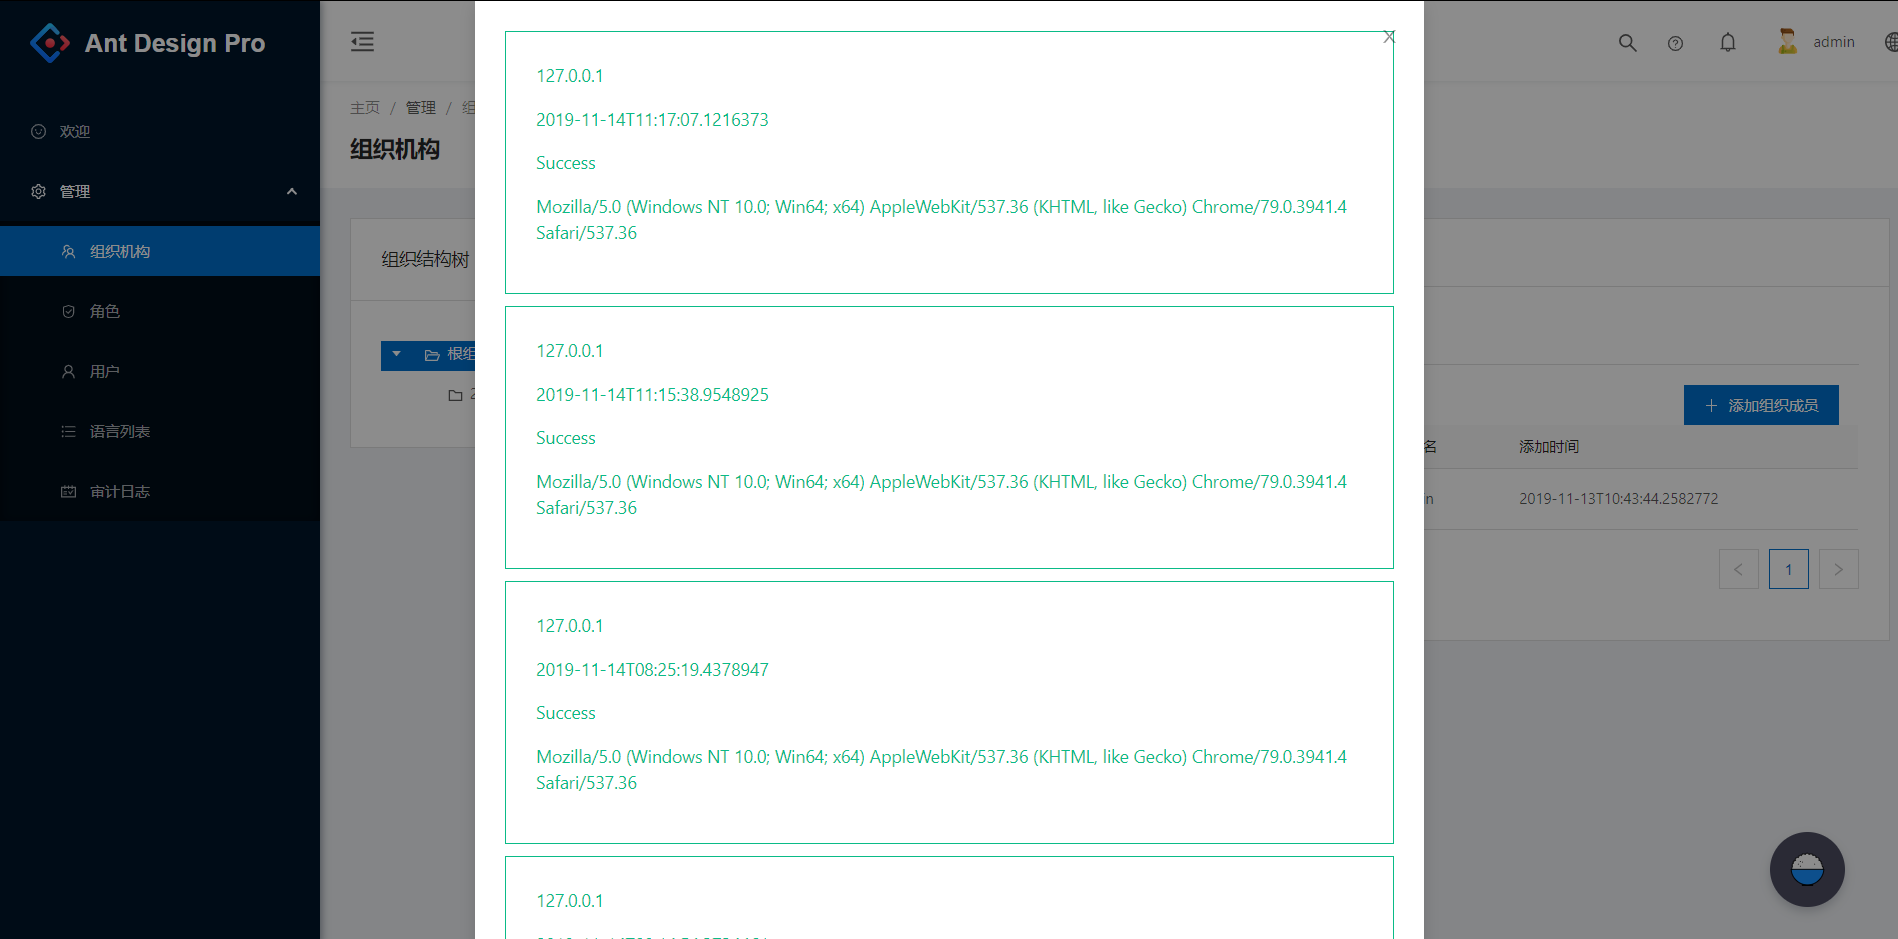 Ant Design Pro
欢迎
管理
组织机构
角色
用户
语言列表
审计日志
admin
主页 / 管理 / 组
组织机构
组织结构树
根组
127.0.0.1
2019-11-14T11:17:07.1216373
Success
Mozilla/5.0 (Windows NT 10.0; Win64; x64) AppleWebKit/537.36 (KHTML, like Gecko) Chrome/79.0.3941.4
Safari/537.36
127.0.0.1
2019-11-14T11:15:38.9548925
Success
Mozilla/5.0 (Windows NT 10.0; Win64; x64) AppleWebKit/537.36 (KHTML, like Gecko) Chrome/79.0.3941.4
Safari/537.36
127.0.0.1
2019-11-14T08:25:19.4378947
Success
Mozilla/5.0 (Windows NT 10.0; Win64; x64) AppleWebKit/537.36 (KHTML, like Gecko) Chrome/79.0.3941.4
Safari/537.36
127.0.0.1
添加组织成员
名 添加时间
in 2019-11-13T10:43:44.2582772
1